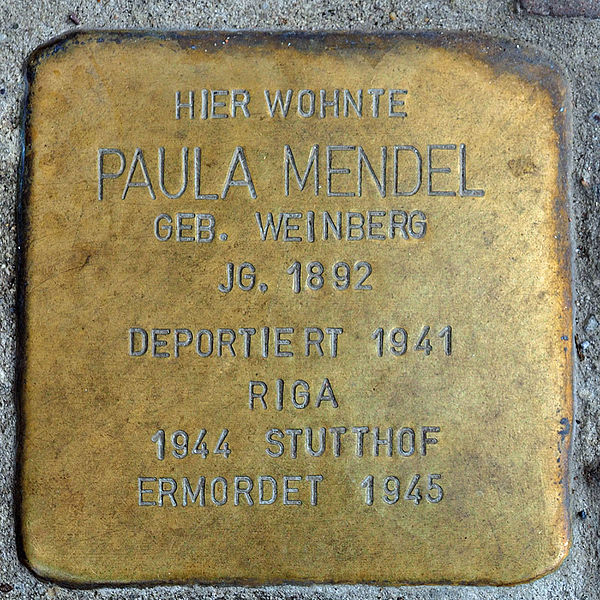 HIER WOHNTE
PAULA MENDEL
GEB. WEINBERG
JG. 1892
DEPORTIERT 1941
RIGA
1944 STUTTHOF
ERMORDET 1945